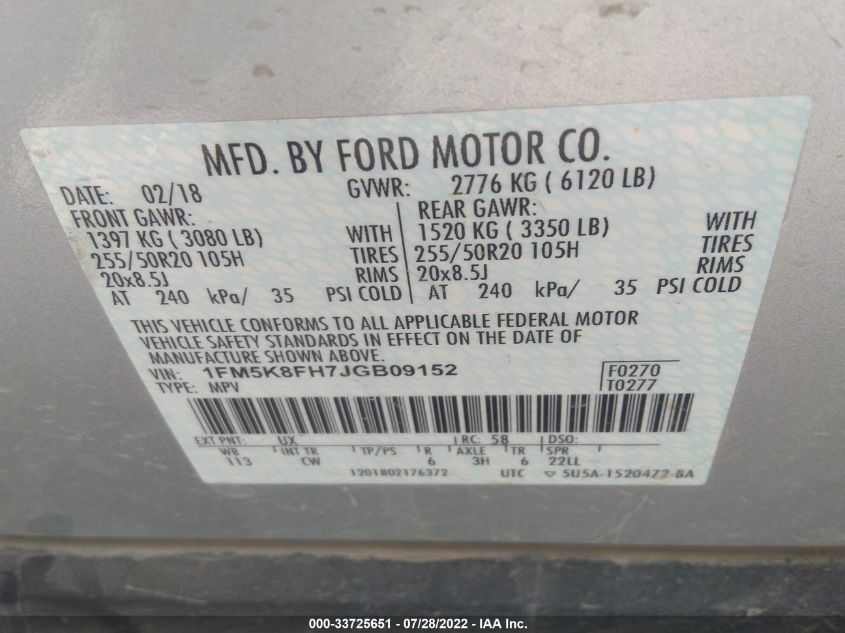 MFD. BY FORD MOTOR CO.
DATE: 02/18 GVWR: 2776 KG ( 6120 LB)
FRONT GAWR: REAR GAWR:
1397 KG ( 3080 LB) WITH 1520 KG ( 3350 LB) WITH
255/50R20 105H TIRES 255/50R20 105H TIRES
20x8.5J RIMS 20x8.5J RIMS
AT 240 kPa/ 35 PSI COLD AT 240 kPa/ 35 PSI COLD
THIS VEHICLE CONFORMS TO ALL APPLICABLE FEDERAL MOTOR
VEHICLE SAFETY STANDARDS IN EFFECT ON THE DATE OF
MANUFACTURE SHOWN ABOVE.
VIN: 1FM5K8FH7JGB09152 F0270
TYPE: MPV T0277
EXT PNT: UX RC: 58 DSO:
WB INT TR TP/PS R AXLE TR SPR
113 CW 6 3H 6 22LL
1201802176372 UTC ▽ 5U5A-1520472-BA
000-33725651 - 07/28/2022 - IAA Inc.